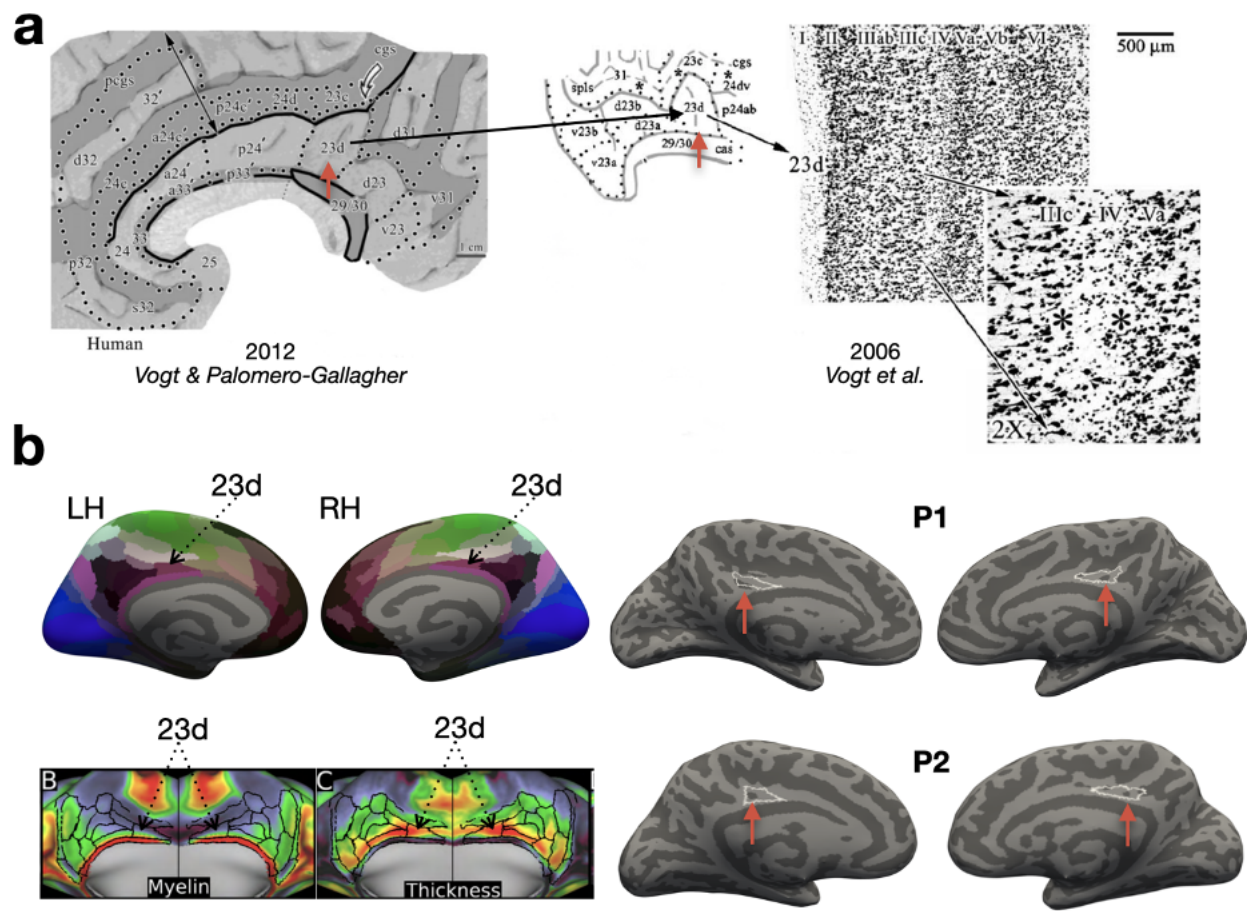 a
pcgs
32'
p24c'
24d
23c
cgs
a24c'
d32
24c
p24'
23d
d31
a24'
a33'
p33'
d23
29/30
v31
v23
33
24
25
p32
s32
1 cm
Human
2012
Vogt & Palomero-Gallagher
23c
cgs
spls
31
*
*
24dv
d23b
23d
p24ab
v23b
d23a
29/30
cas
v23a
I II IIIab IIIc IV Va Vb VI
500 μm
23d
IIIc IV Va
* *
2X
2006
Vogt et al.
b
23d 23d
LH RH
P1
23d 23d
B C
Myelin Thickness
P2